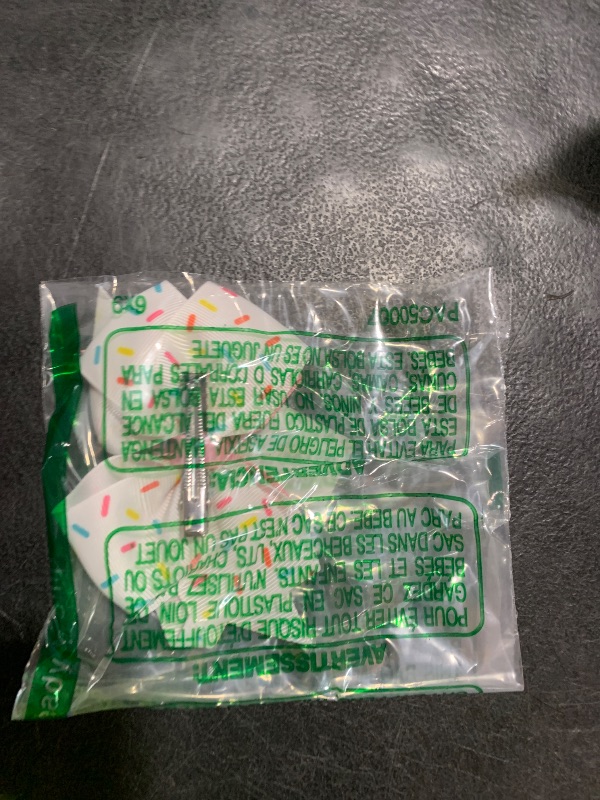 AVERTISSEMENT:
POUR ÉVITER TOUT RISQUE D'ÉTOUFFEMENT
GARDEZ CE SAC EN PLASTIQUE LOIN DE
BEBES ET LES ENFANTS. N'UTILISEZ PAS
SAC DANS LES BERCEAUX, LITS, CHARIOTS OU
PARC AU BEBE. CE SAC N'EST PAS UN JOUET.
ADVERTENCIA:
PARA EVITAR EL PELIGRO DE ASFIXIA MANTENGA
ESTA BOLSA DE PLASTICO FUERA DEL ALCANCE
DE BEBES Y NINOS. NO USAR ESTA BOLSA EN
CUNAS, CAMAS, CARRIOLAS O CORRALES PARA
BEBES. ESTA BOLSA NO ES UN JUGUETE
6x9